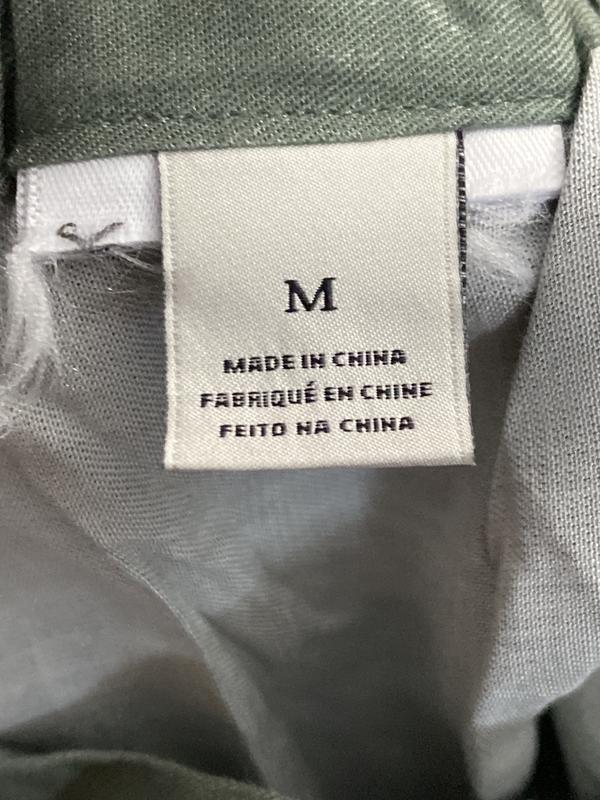 M
MADE IN CHINA
FABRIQUÉ EN CHINE
FEITO NA CHINA